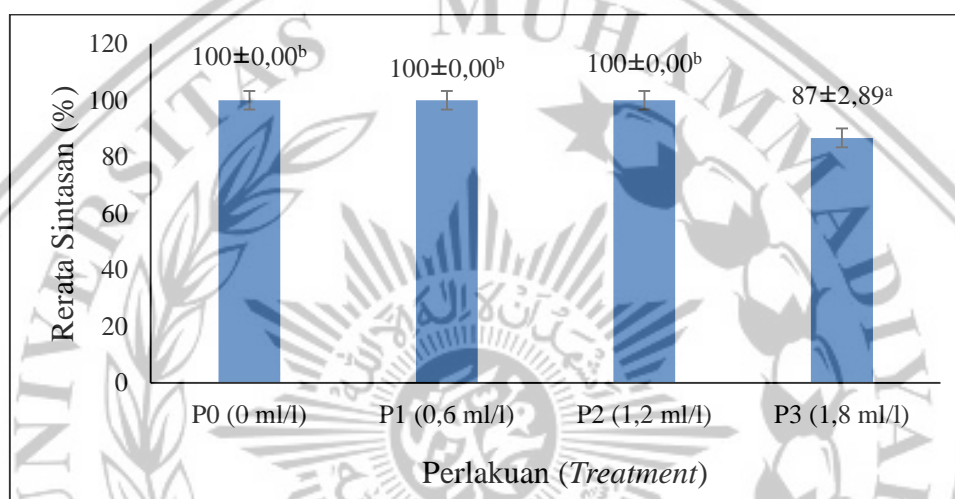 UNIVERSITAS MUHAMMADIYAH
120
100
80
60
40
20
0
Rerata Sintasan (%)
100±0,00ᵇ
100±0,00ᵇ
100±0,00ᵇ
87±2,89ᵃ
P0 (0 ml/l)
P1 (0,6 ml/l)
P2 (1,2 ml/l)
P3 (1,8 ml/l)
Perlakuan (Treatment)